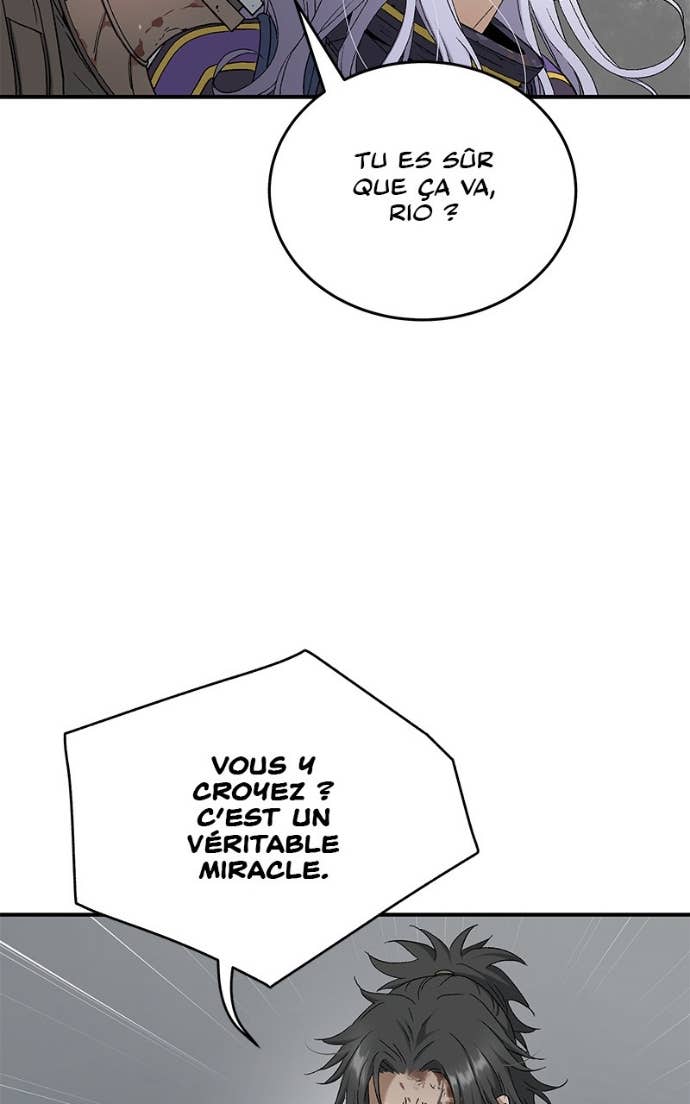 TU ES SÛR
QUE ÇA VA,
RIO ?
VOUS Y
CROYEZ ?
C'EST UN
VÉRITABLE
MIRACLE.